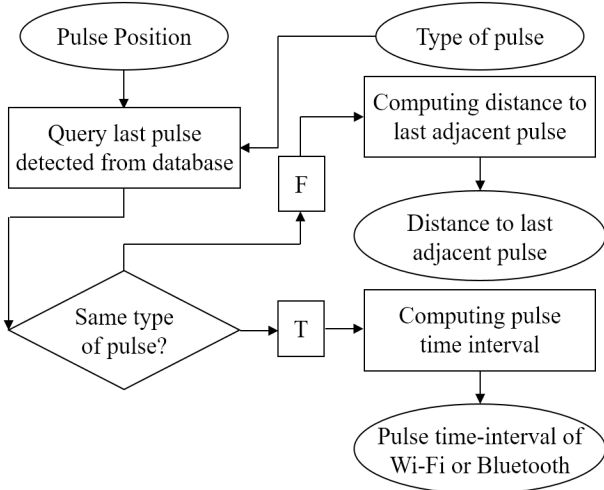 Pulse Position
Type of pulse
Query last pulse
detected from database
Computing distance to
last adjacent pulse
F
Distance to last
adjacent pulse
Same type
of pulse?
T
Computing pulse
time interval
Pulse time-interval of
Wi-Fi or Bluetooth